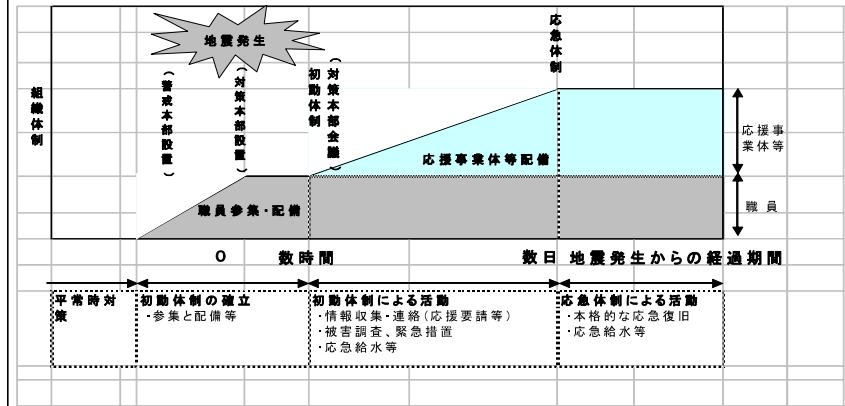 地震発生
組織体制
（警戒本部設置）
（対策本部設置）
初動体制
（対策本部会議）
応急体制
応援事業体等配備
職員参集・配備
応援事
業体等
職 員
0
数時間
数日
地震発生からの経過期間
平常時対
策
初動体制の確立
・参集と配備等
初動体制による活動
・情報収集・連絡（応援要請等）
・被害調査、緊急措置
・応急給水等
応急体制による活動
・本格的な応急復旧
・応急給水等